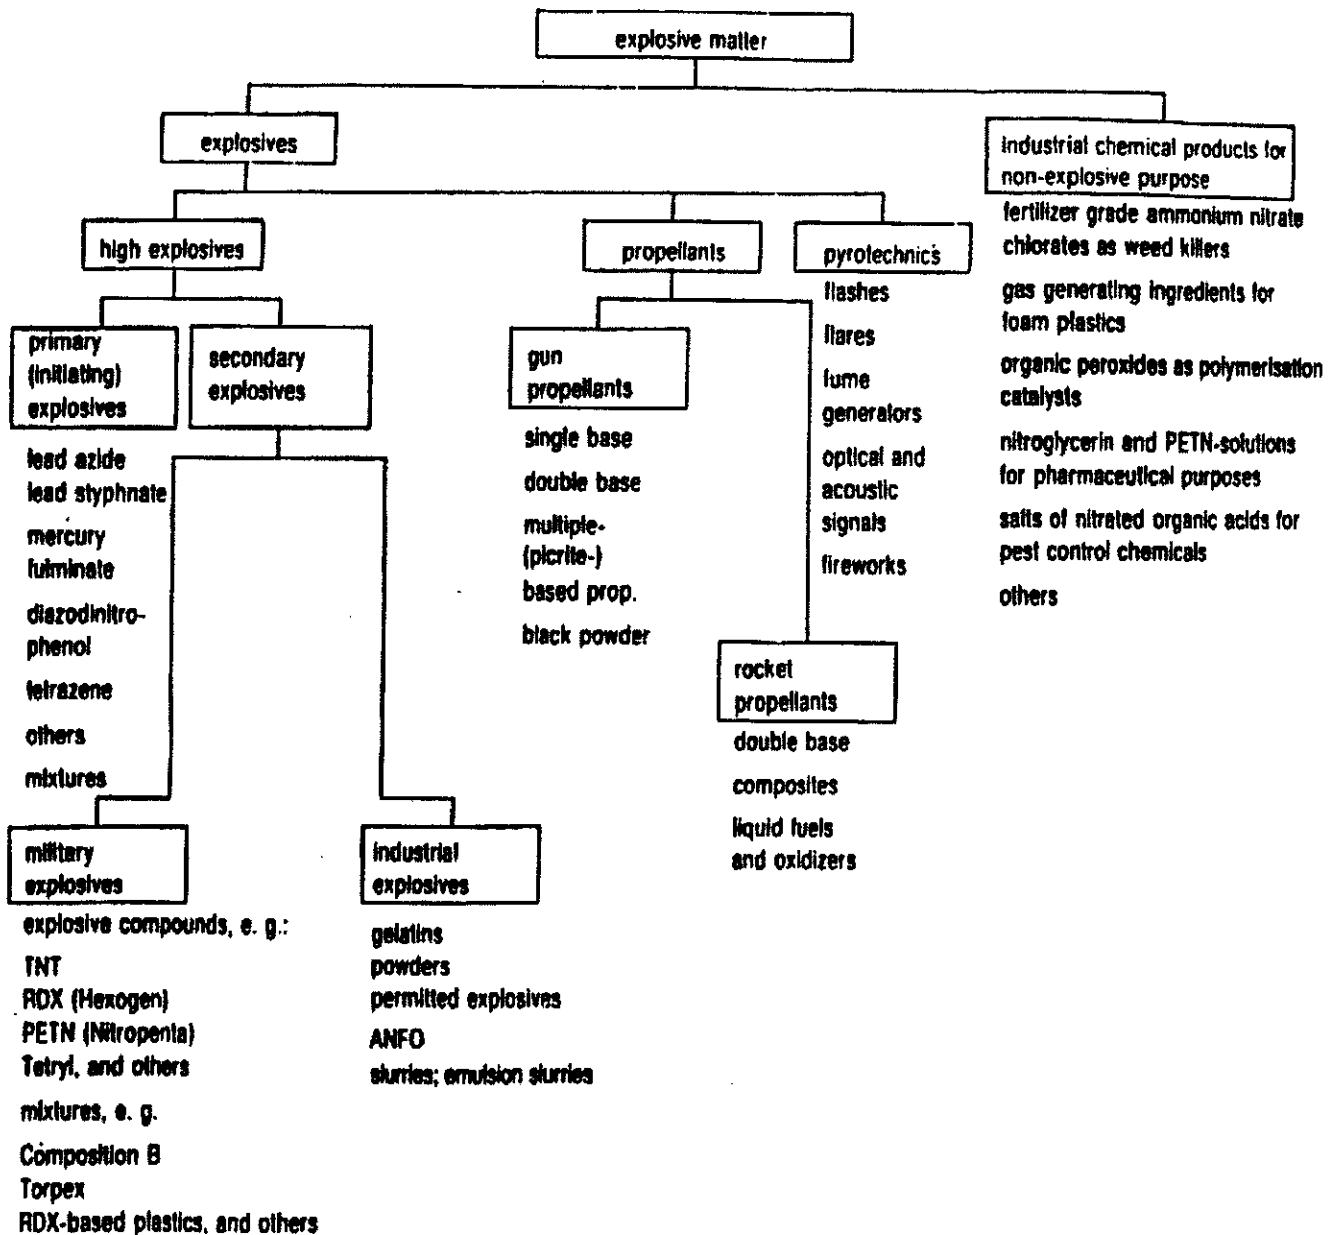 explosive matter
explosives
industrial chemical products for
non-explosive purpose
fertilizer grade ammonium nitrate
chlorates as weed killers
gas generating ingredients for
foam plastics
organic peroxides as polymerisation
catalysts
nitroglycerin and PETN-solutions
for pharmaceutical purposes
salts of nitrated organic acids for
pest control chemicals
others
high explosives
propellants
pyrotechnics
flashes
flares
fume
generators
optical and
acoustic
signals
fireworks
primary
(initiating)
explosives
lead azide
lead styphnate
mercury
fulminate
diazodinitro-
phenol
tetrazene
others
mixtures
secondary
explosives
gun
propellants
single base
double base
multiple-
(picrite-)
based prop.
black powder
rocket
propellants
double base
composites
liquid fuels
and oxidizers
military
explosives
explosive compounds, e. g.:
TNT
RDX (Hexogen)
PETN (Nitropenta)
Tetryl, and others
mixtures, e. g.
Composition B
Torpex
RDX-based plastics, and others
industrial
explosives
gelatins
powders
permitted explosives
ANFO
slurries; emulsion slurries